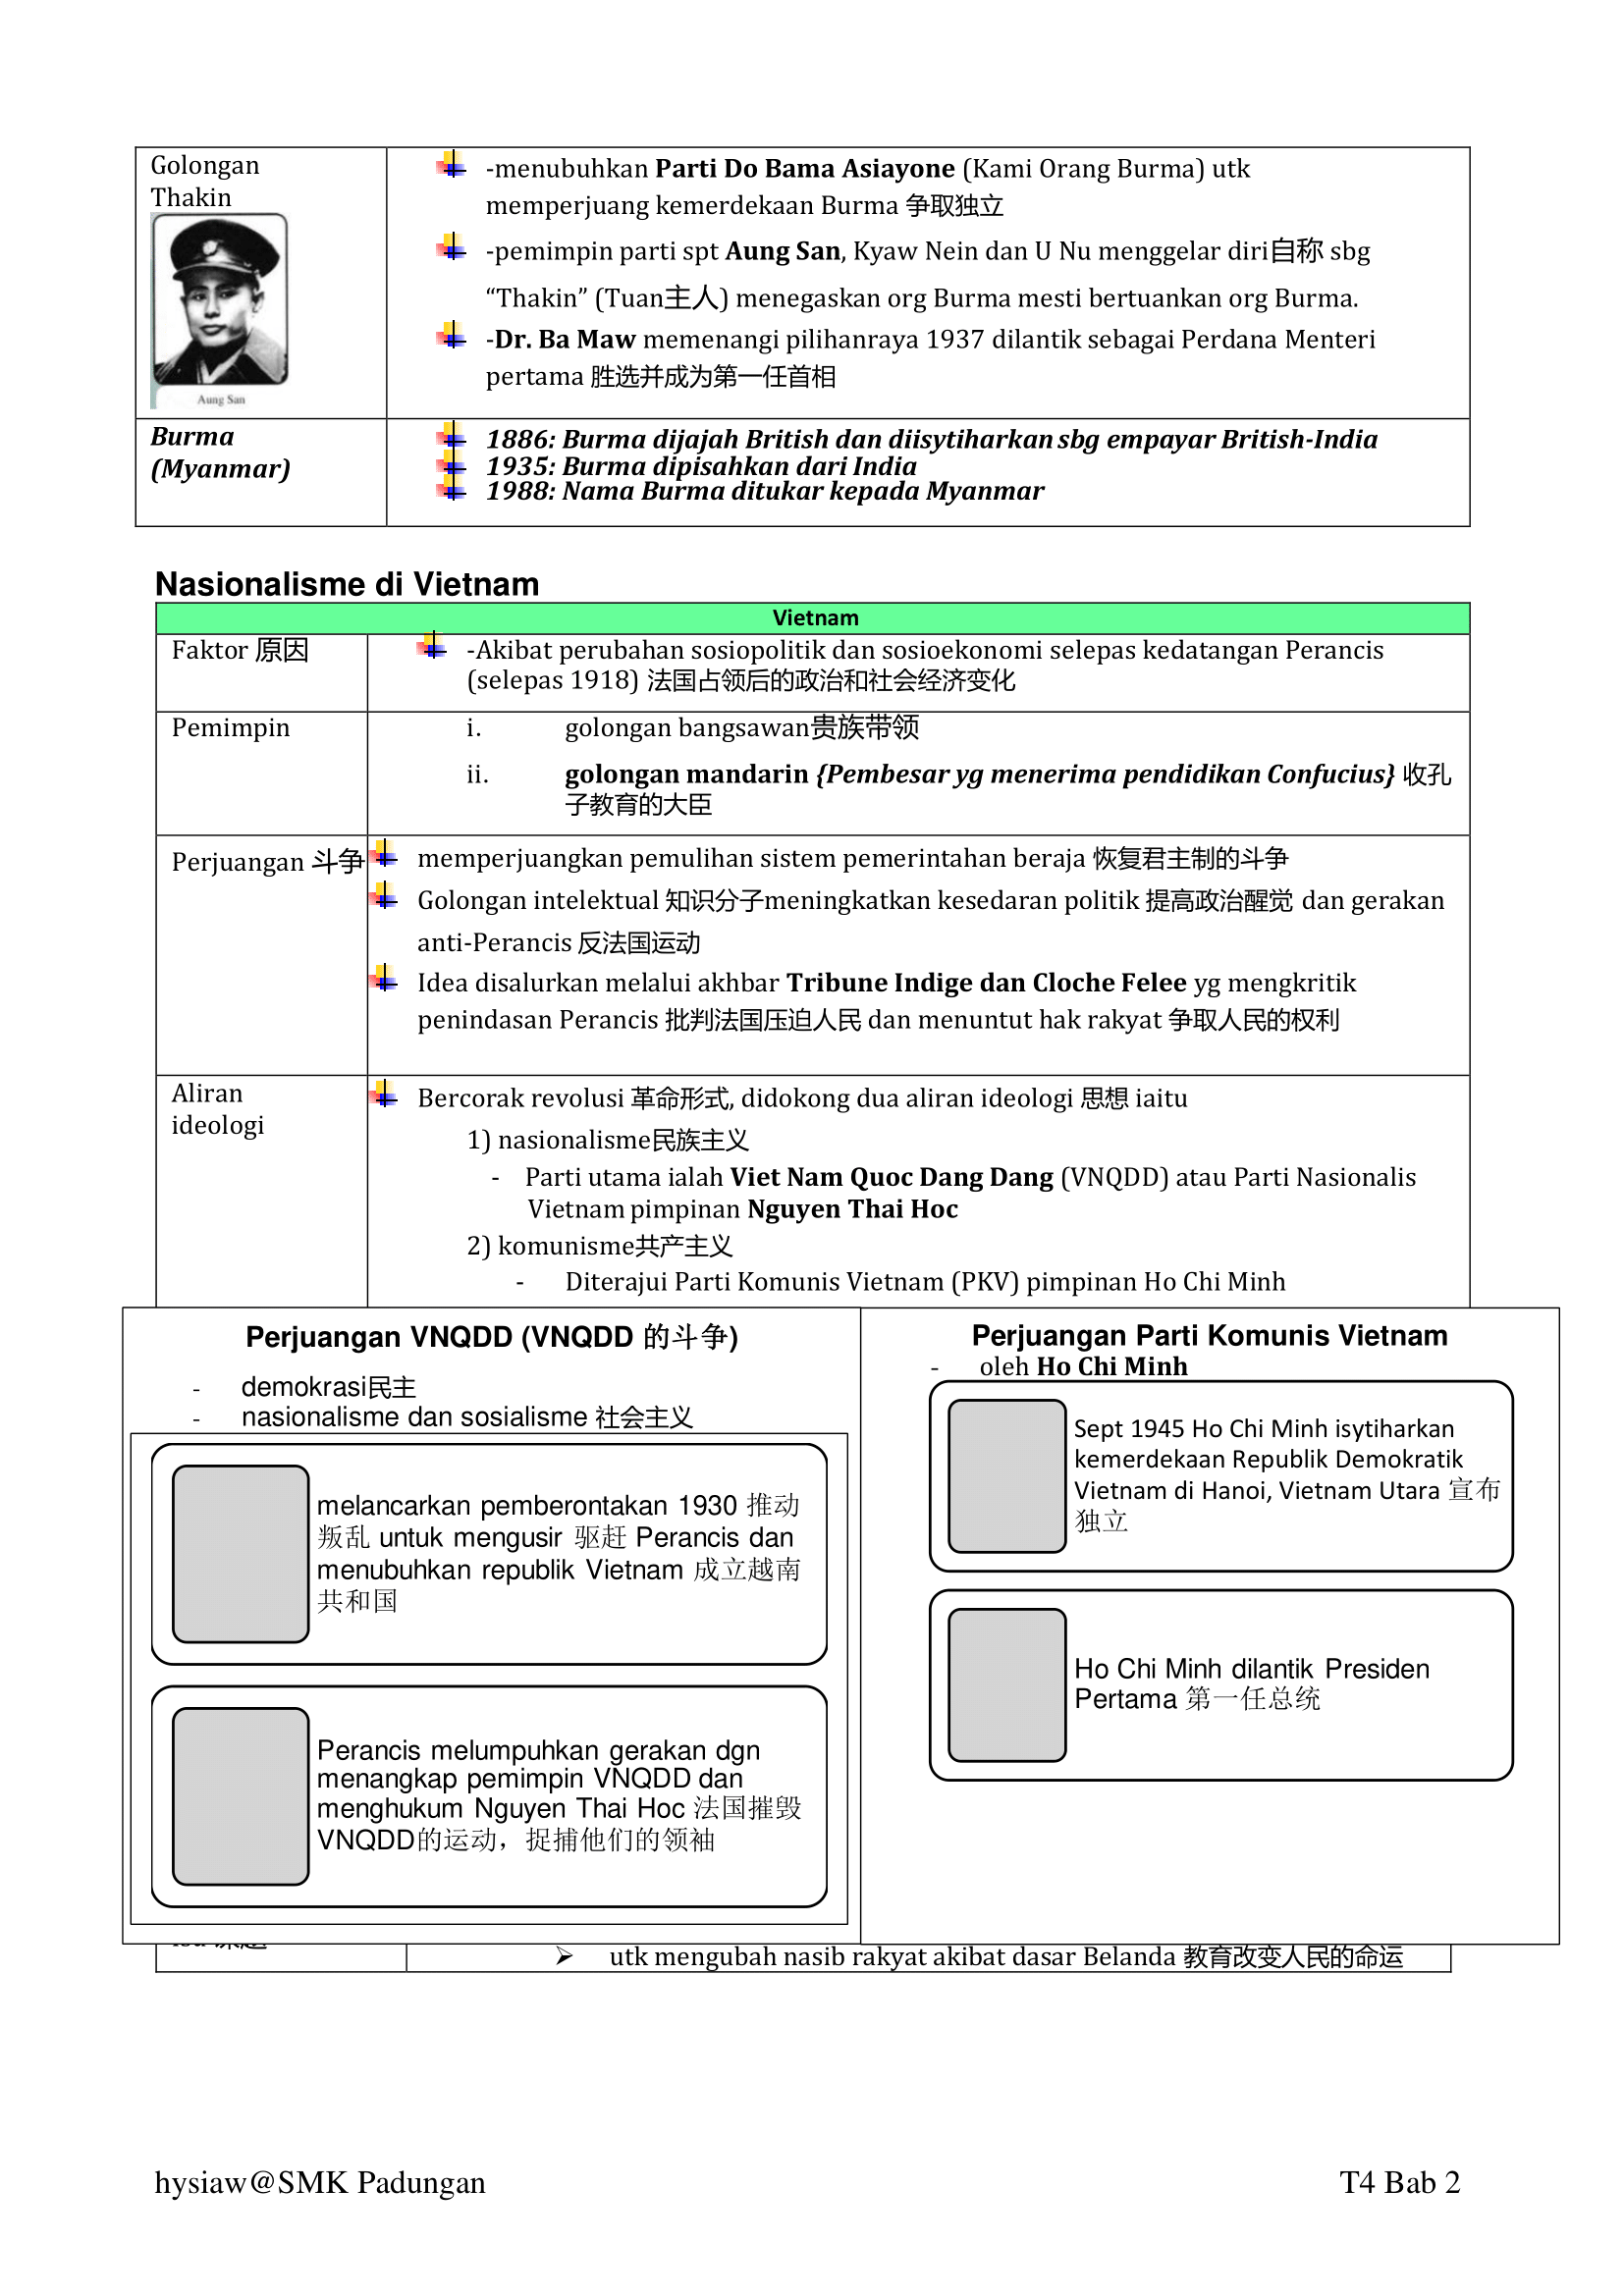 Golongan
Thakin
Aung San
-menubuhkan Parti Do Bama Asiayone (Kami Orang Burma) utk
memperjuang kemerdekaan Burma 争取独立
-pemimpin parti spt Aung San, Kyaw Nein dan U Nu menggelar diri自称 sbg
“Thakin” (Tuan主人) menegaskan org Burma mesti bertuankan org Burma.
-Dr. Ba Maw memenangi pilihanraya 1937 dilantik sebagai Perdana Menteri
pertama 胜选并成为第一任首相
Burma
(Myanmar)
1886: Burma dijajah British dan diisytiharkan sbg empayar British-India
1935: Burma dipisahkan dari India
1988: Nama Burma ditukar kepada Myanmar
Nasionalisme di Vietnam
Vietnam
Faktor 原因
-Akibat perubahan sosiopolitik dan sosioekonomi selepas kedatangan Perancis
(selepas 1918) 法国占领后的政治和社会经济变化
Pemimpin
i. golongan bangsawan贵族带领
ii. golongan mandarin {Pembesar yg menerima pendidikan Confucius} 收孔
子教育的大臣
Perjuangan 斗争
memperjuangkan pemulihan sistem pemerintahan beraja 恢复君主制的斗争
Golongan intelektual 知识分子meningkatkan kesedaran politik 提高政治醒觉 dan gerakan
anti-Perancis 反法国运动
Idea disalurkan melalui akhbar Tribune Indige dan Cloche Felee yg mengkritik
penindasan Perancis 批判法国压迫人民 dan menuntut hak rakyat 争取人民的权利
Aliran
ideologi
Bercorak revolusi 革命形式, didokong dua aliran ideologi 思想 iaitu
1) nasionalisme民族主义
- Parti utama ialah Viet Nam Quoc Dang Dang (VNQDD) atau Parti Nasionalis
Vietnam pimpinan Nguyen Thai Hoc
2) komunisme共产主义
- Diterajui Parti Komunis Vietnam (PKV) pimpinan Ho Chi Minh
Perjuangan VNQDD (VNQDD 的斗争)
- demokrasi民主
- nasionalisme dan sosialisme 社会主义
melancarkan pemberontakan 1930 推动
叛乱 untuk mengusir 驱赶 Perancis dan
menubuhkan republik Vietnam 成立越南
共和国
Perancis melumpuhkan gerakan dgn
menangkap pemimpin VNQDD dan
menghukum Nguyen Thai Hoc 法国摧毁
VNQDD的运动，捉捕他们的领袖
Perjuangan Parti Komunis Vietnam
- oleh Ho Chi Minh
Sept 1945 Ho Chi Minh isytiharkan
kemerdekaan Republik Demokratik
Vietnam di Hanoi, Vietnam Utara 宣布
独立
Ho Chi Minh dilantik Presiden
Pertama 第一任总统
➢ utk mengubah nasib rakyat akibat dasar Belanda 教育改变人民的命运
hysiaw@SMK Padungan
T4 Bab 2